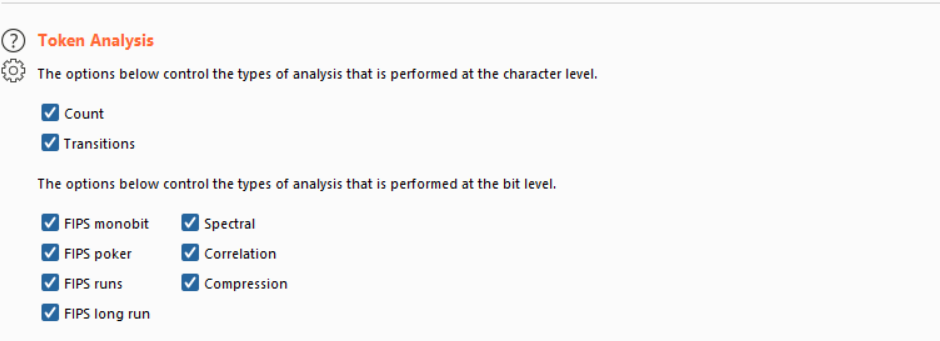 Token Analysis
The options below control the types of analysis that is performed at the character level.
Count
Transitions
The options below control the types of analysis that is performed at the bit level.
FIPS monobit Spectral
FIPS poker Correlation
FIPS runs Compression
FIPS long run